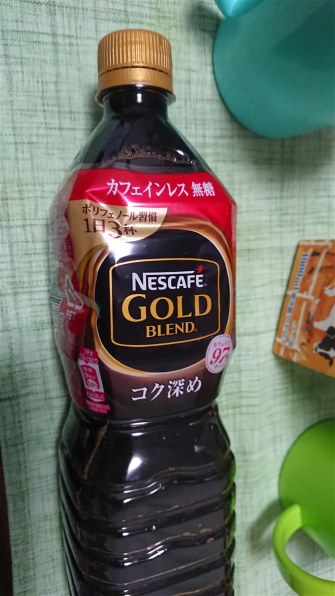 カフェインレス 無糖
ポリフェノール習慣
1日3杯
NESCAFÉ
GOLD
BLEND
コク深め
97